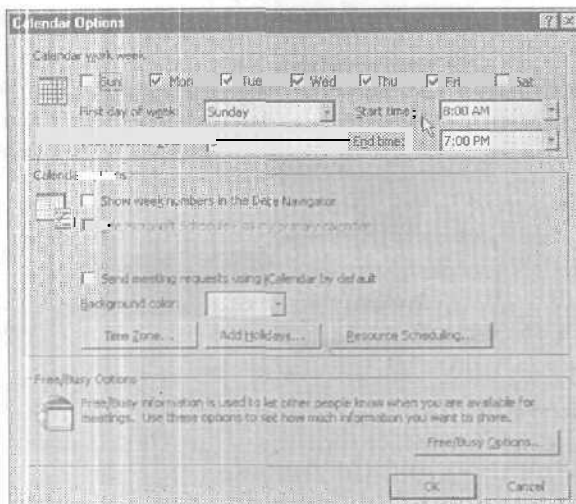 Calendar Options
Calendar work week
Sun Mon Tue Wed Thu Fri Sat
First day of week: Sunday Start time: 8:00 AM
End time: 7:00 PM
Calendar
Show week numbers in the Date Navigator
Send meeting requests using iCalendar by default
Background color:
Time Zone... Add Holidays... Resource Scheduling...
Free/Busy Options
Free/Busy information is used to let other people know when you are available for
meetings. Use these options to set how much information you want to share.
Free/Busy Options...
OK Cancel